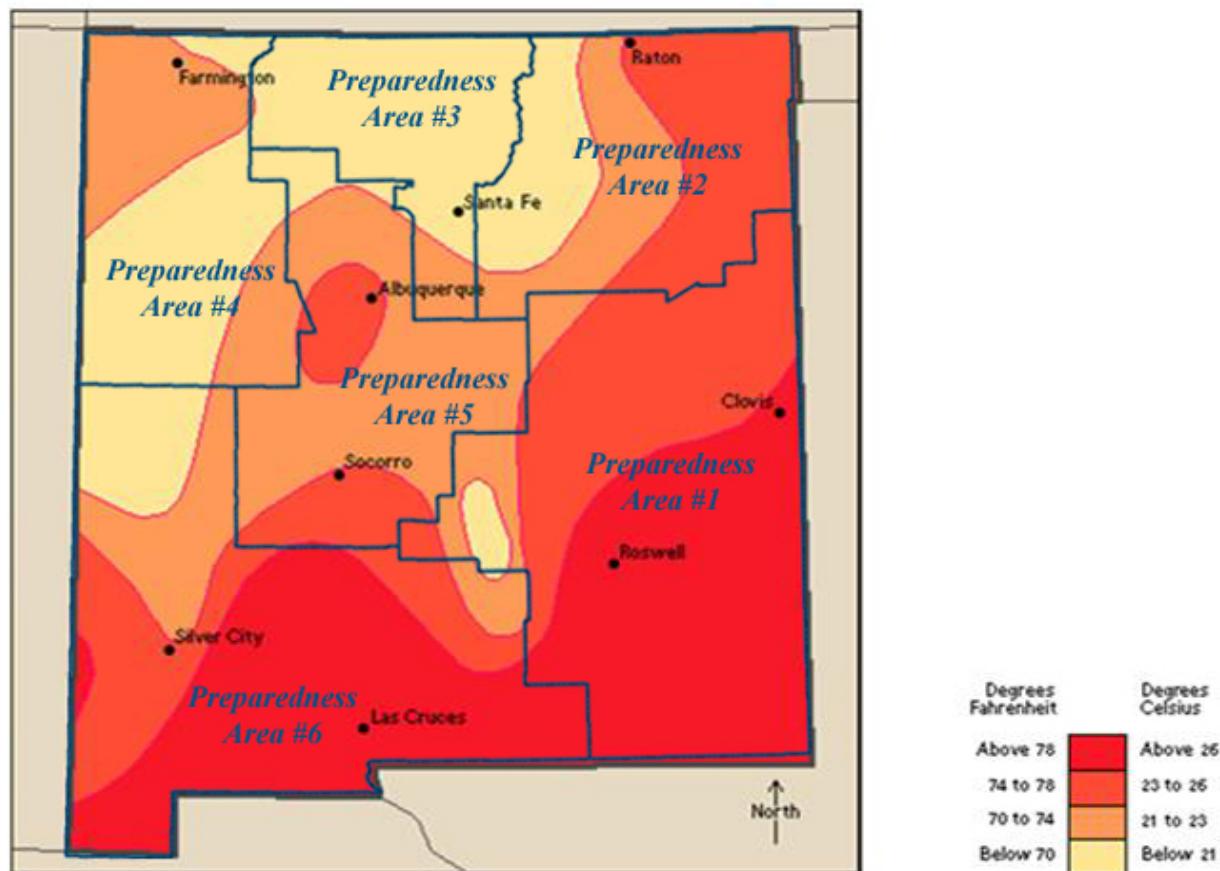 Farmington
Preparedness
Area #3
Raton
Preparedness
Area #2
Santa Fe
Preparedness
Area #4
Albuquerque
Preparedness
Area #5
Clovis
Socorro
Preparedness
Area #1
Roswell
Silver City
Preparedness
Area #6
Las Cruces
North
Degrees
Fahrenheit
Degrees
Celsius
Above 78
Above 26
74 to 78
23 to 26
70 to 74
21 to 23
Below 70
Below 21